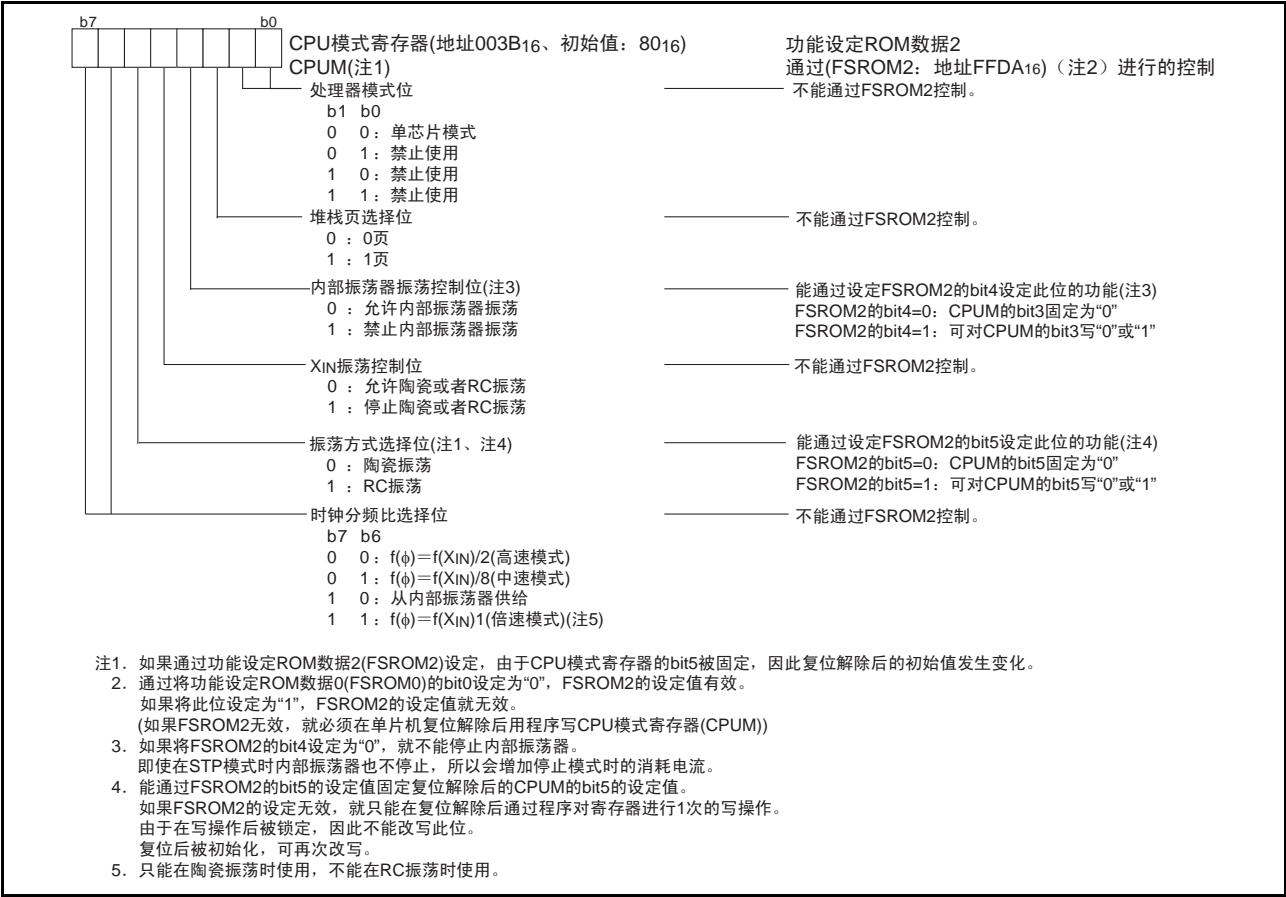 b7 b0
CPU模式寄存器(地址003B16、初始值：8016) 功能设定ROM数据2
CPUM(注1) 通过(FSROM2：地址FFDA16)（注2）进行的控制
处理器模式位 不能通过FSROM2控制。
b1 b0
0 0：单芯片模式
0 1：禁止使用
1 0：禁止使用
1 1：禁止使用
堆栈页选择位 不能通过FSROM2控制。
0 ：0页
1 ：1页
内部振荡器振荡控制位(注3) 能通过设定FSROM2的bit4设定此位的功能(注3)
0 ：允许内部振荡器振荡 FSROM2的bit4=0：CPUM的bit3固定为“0”
1 ：禁止内部振荡器振荡 FSROM2的bit4=1：可对CPUM的bit3写“0”或“1”
XIN振荡控制位 不能通过FSROM2控制。
0 ：允许陶瓷或者RC振荡
1 ：停止陶瓷或者RC振荡
振荡方式选择位(注1、注4) 能通过设定FSROM2的bit5设定此位的功能(注4)
0 ：陶瓷振荡 FSROM2的bit5=0：CPUM的bit5固定为“0”
1 ：RC振荡 FSROM2的bit5=1：可对CPUM的bit5写“0”或“1”
时钟分频比选择位 不能通过FSROM2控制。
b7 b6
0 0：f(ϕ)＝f(XIN)/2(高速模式)
0 1：f(ϕ)＝f(XIN)/8(中速模式)
1 0：从内部振荡器供给
1 1：f(ϕ)＝f(XIN)1(倍速模式)(注5)
注1．如果通过功能设定ROM数据2(FSROM2)设定，由于CPU模式寄存器的bit5被固定，因此复位解除后的初始值发生变化。
2．通过将功能设定ROM数据0(FSROM0)的bit0设定为“0”，FSROM2的设定值有效。
如果将此位设定为“1”，FSROM2的设定值就无效。
(如果FSROM2无效，就必须在单片机复位解除后用程序写CPU模式寄存器(CPUM))
3．如果将FSROM2的bit4设定为“0”，就不能停止内部振荡器。
即使在STP模式时内部振荡器也不停止，所以会增加停止模式时的消耗电流。
4．能通过FSROM2的bit5的设定值固定复位解除后的CPUM的bit5的设定值。
如果FSROM2的设定无效，就只能在复位解除后通过程序对寄存器进行1次的写操作。
由于在写操作后被锁定，因此不能改写此位。
复位后被初始化，可再次改写。
5．只能在陶瓷振荡时使用，不能在RC振荡时使用。